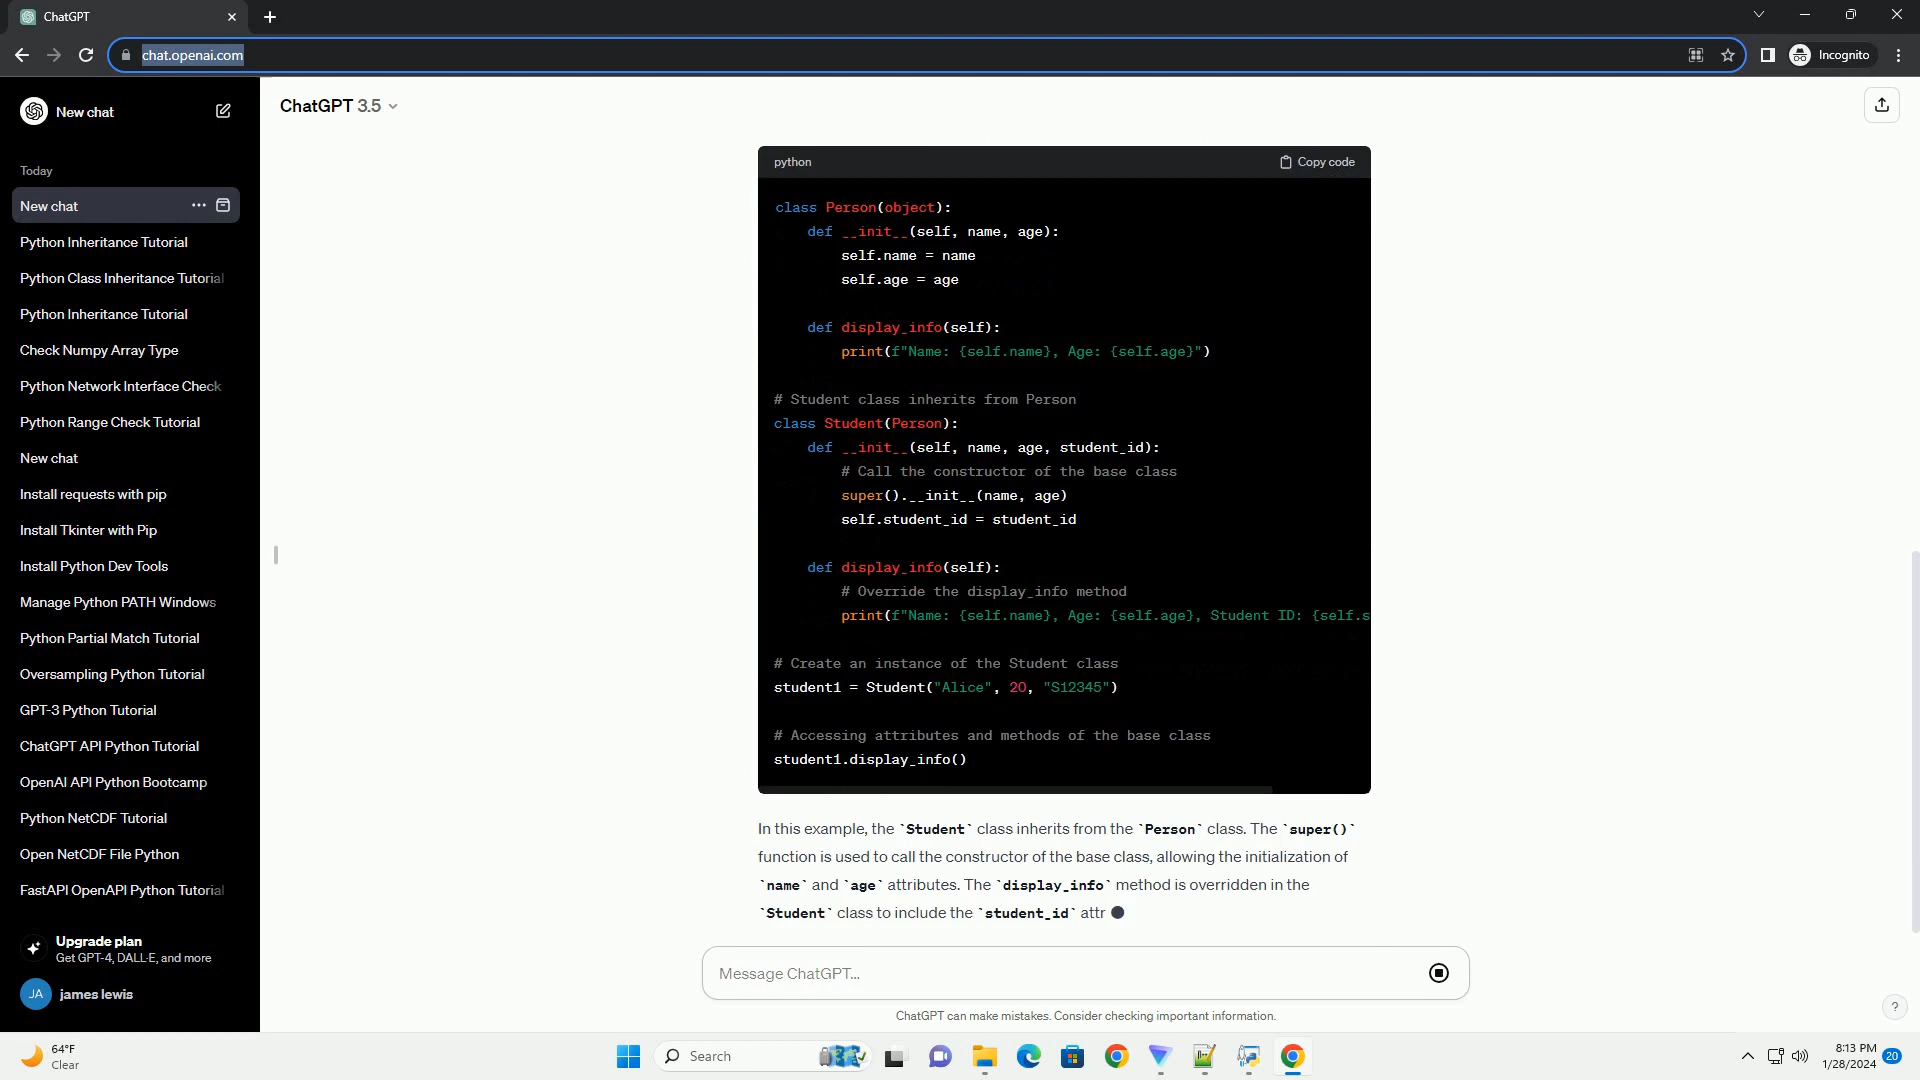 ChatGPT
chat.openai.com
Incognito
New chat
Today
New chat
Python Inheritance Tutorial
Python Class Inheritance Tutorial
Python Inheritance Tutorial
Check Numpy Array Type
Python Network Interface Check
Python Range Check Tutorial
New chat
Install requests with pip
Install Tkinter with Pip
Install Python Dev Tools
Manage Python PATH Windows
Python Partial Match Tutorial
Oversampling Python Tutorial
GPT-3 Python Tutorial
ChatGPT API Python Tutorial
OpenAI API Python Bootcamp
Python NetCDF Tutorial
Open NetCDF File Python
FastAPI OpenAPI Python Tutorial
Upgrade plan
Get GPT-4, DALL·E, and more
JA james lewis
ChatGPT 3.5
python Copy code
class Person(object):
def __init__(self, name, age):
self.name = name
self.age = age
def display_info(self):
print(f"Name: {self.name}, Age: {self.age}")
# Student class inherits from Person
class Student(Person):
def __init__(self, name, age, student_id):
# Call the constructor of the base class
super().__init__(name, age)
self.student_id = student_id
def display_info(self):
# Override the display_info method
print(f"Name: {self.name}, Age: {self.age}, Student ID: {self.s
# Create an instance of the Student class
student1 = Student("Alice", 20, "S12345")
# Accessing attributes and methods of the base class
student1.display_info()
In this example, the `Student` class inherits from the `Person` class. The `super()`
function is used to call the constructor of the base class, allowing the initialization of
`name` and `age` attributes. The `display_info` method is overridden in the
`Student` class to include the `student_id` attr
Message ChatGPT...
ChatGPT can make mistakes. Consider checking important information.
?
64°F
Clear
Search
8:13 PM
1/28/2024
20